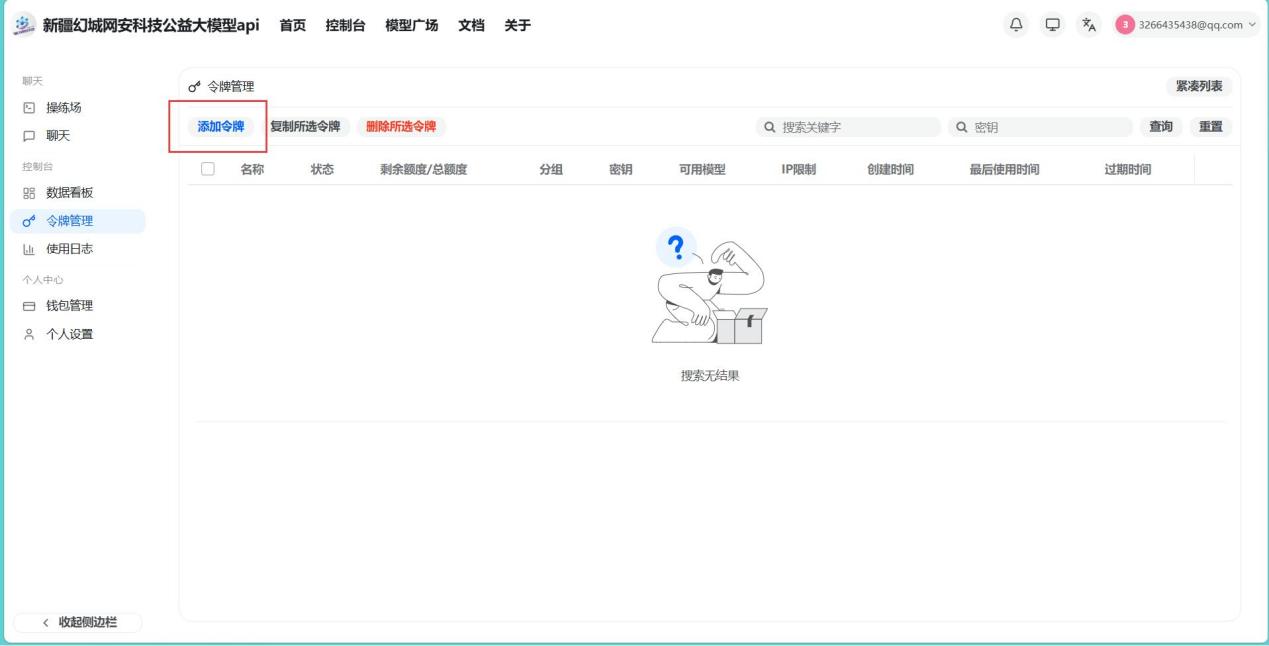 新疆幻城网安科技公益大模型api 首页 控制台 模型广场 文档 关于 3 3266435438@qq.com
聊天
操练场
聊天
控制台
数据看板
令牌管理
使用日志
个人中心
钱包管理
个人设置
收起侧边栏
令牌管理 紧凑列表
添加令牌 复制所选令牌 删除所选令牌 搜索关键字 密钥 查询 重置
名称 状态 剩余额度/总额度 分组 密钥 可用模型 IP限制 创建时间 最后使用时间 过期时间
?
搜索无结果